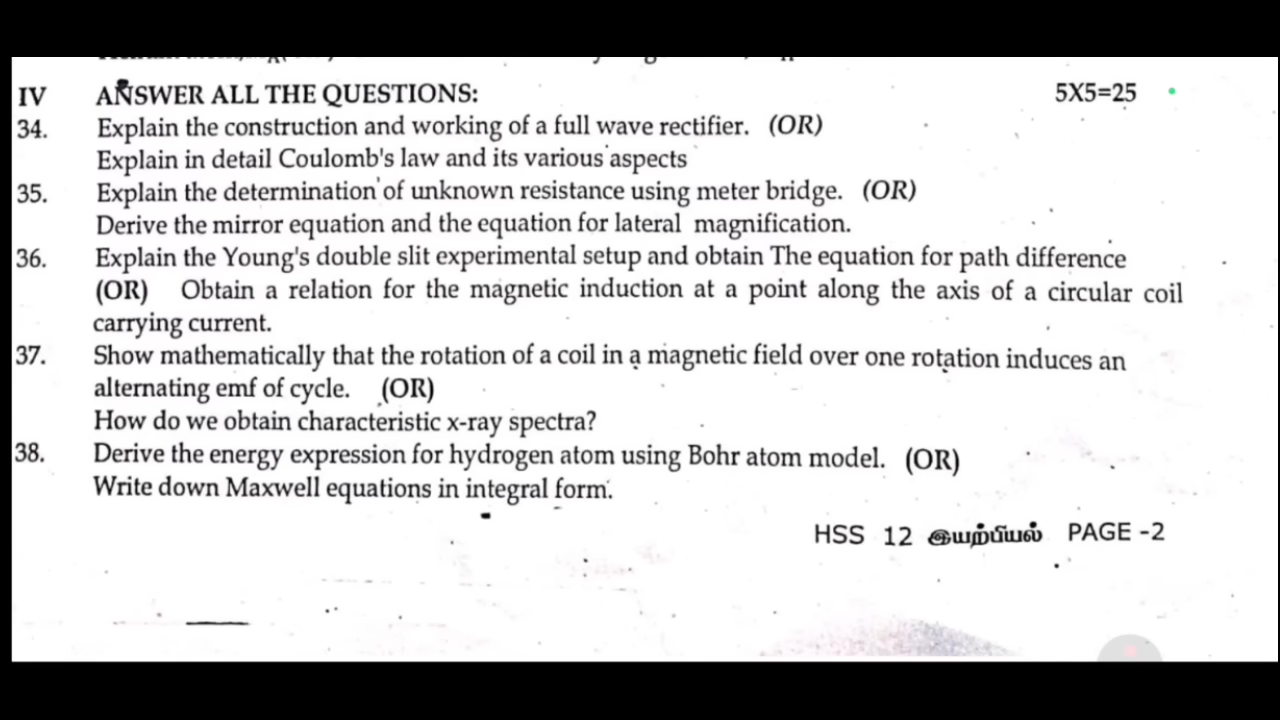 IV ANSWER ALL THE QUESTIONS: 5X5=25
34. Explain the construction and working of a full wave rectifier. (OR)
Explain in detail Coulomb's law and its various aspects
35. Explain the determination of unknown resistance using meter bridge. (OR)
Derive the mirror equation and the equation for lateral magnification.
36. Explain the Young's double slit experimental setup and obtain The equation for path difference
(OR) Obtain a relation for the magnetic induction at a point along the axis of a circular coil
carrying current.
37. Show mathematically that the rotation of a coil in a magnetic field over one rotation induces an
alternating emf of cycle. (OR)
How do we obtain characteristic x-ray spectra?
38. Derive the energy expression for hydrogen atom using Bohr atom model. (OR)
Write down Maxwell equations in integral form.
HSS 12 இயற்பியல் PAGE -2